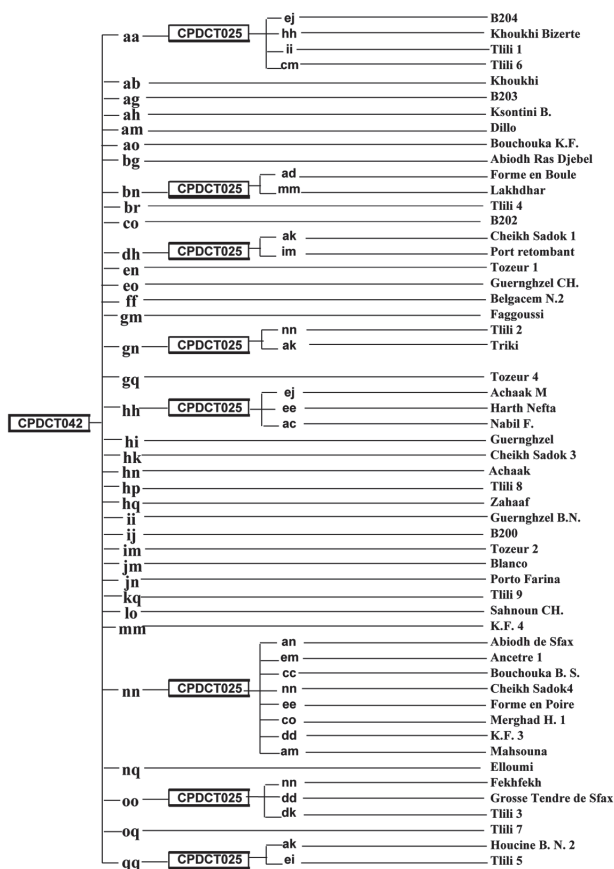 ej B204
aa CPDCT025 hh Khoukhi Bizerte
ii Tlili 1
cm Tlili 6
ab Khoukhi
ag B203
ah Ksontini B.
am Dillo
ao Bouchouka K.F.
bg Abiodh Ras Djebel
ad Forme en Boule
bn CPDCT025 mm Lakhdhar
br Tlili 4
co B202
ak Cheikh Sadok 1
dh CPDCT025 im Port retombant
en Tozeur 1
eo Guernghzel CH.
ff Belgacem N.2
gm Faggoussi
nn Tlili 2
gn CPDCT025 ak Triki
gq Tozeur 4
ej Achaak M
hh CPDCT025 ee Harth Nefta
ac Nabil F.
CPDCT042
hi Guernghzel
hk Cheikh Sadok 3
hn Achaak
hp Tlili 8
hq Zahaaf
ii Guernghzel B.N.
ij B200
im Tozeur 2
jm Blanco
jn Porto Farina
kq Tlili 9
lo Sahnoun CH.
mm K.F. 4
an Abiodh de Sfax
em Ancetre 1
cc Bouchouka B. S.
nn CPDCT025 nn Cheikh Sadok4
ee Forme en Poire
co Merghad H. 1
dd K.F. 3
am Mahsouna
nq Elloumi
nn Fekhfekh
oo CPDCT025 dd Grosse Tendre de Sfax
dk Tlili 3
oq Tlili 7
ak Houcine B. N. 2
qq CPDCT025 ei Tlili 5